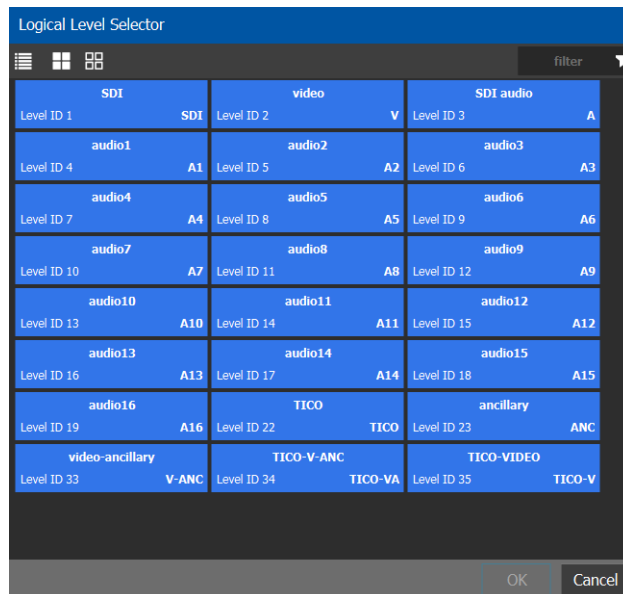 Logical Level Selector
filter
SDI video SDI audio
Level ID 1 SDI Level ID 2 V Level ID 3 A
audio1 audio2 audio3
Level ID 4 A1 Level ID 5 A2 Level ID 6 A3
audio4 audio5 audio6
Level ID 7 A4 Level ID 8 A5 Level ID 9 A6
audio7 audio8 audio9
Level ID 10 A7 Level ID 11 A8 Level ID 12 A9
audio10 audio11 audio12
Level ID 13 A10 Level ID 14 A11 Level ID 15 A12
audio13 audio14 audio15
Level ID 16 A13 Level ID 17 A14 Level ID 18 A15
audio16 TICO ancillary
Level ID 19 A16 Level ID 22 TICO Level ID 23 ANC
video-ancillary TICO-V-ANC TICO-VIDEO
Level ID 33 V-ANC Level ID 34 TICO-VA Level ID 35 TICO-V
OK Cancel